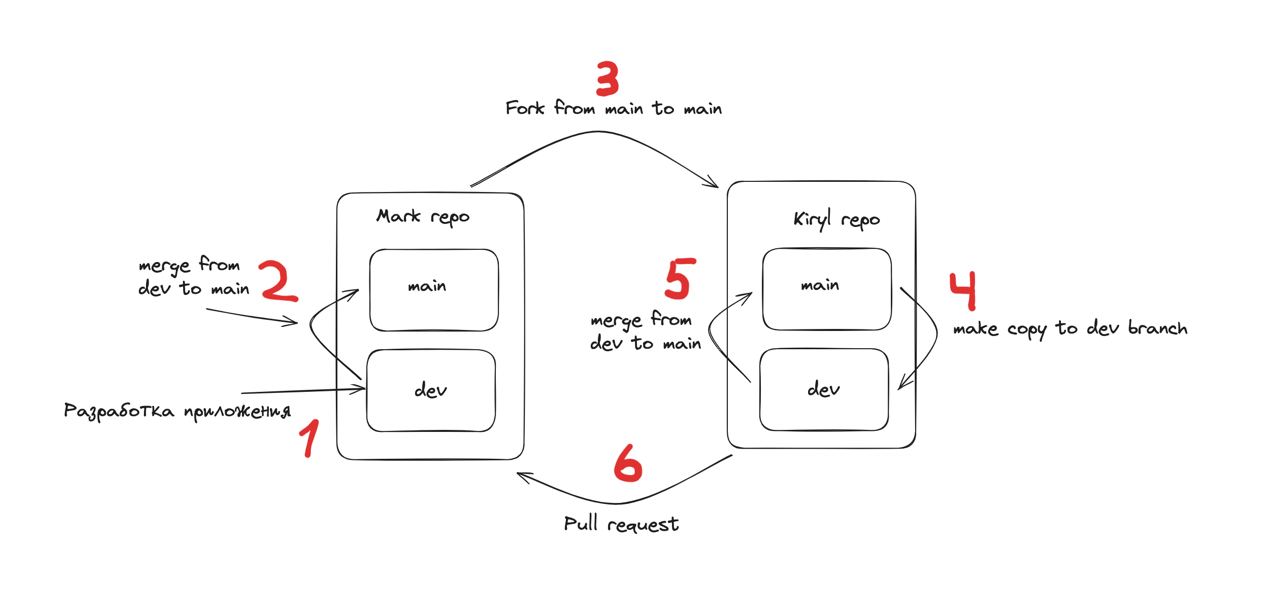 3
Fork from main to main
Mark repo
Kiryl repo
merge from
dev to main
2
main
5
main
4
merge from
dev to main
make copy to dev branch
dev
dev
Разработка приложения
1
6
Pull request